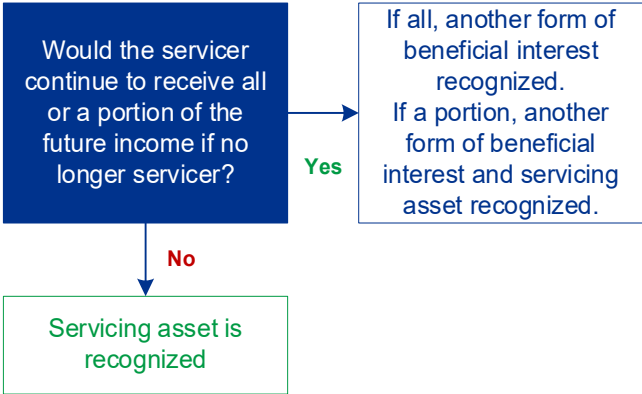 Would the servicer
continue to receive all
or a portion of the
future income if no
longer servicer?
Yes
If all, another form of
beneficial interest
recognized.
If a portion, another
form of beneficial
interest and servicing
asset recognized.
No
Servicing asset is
recognized